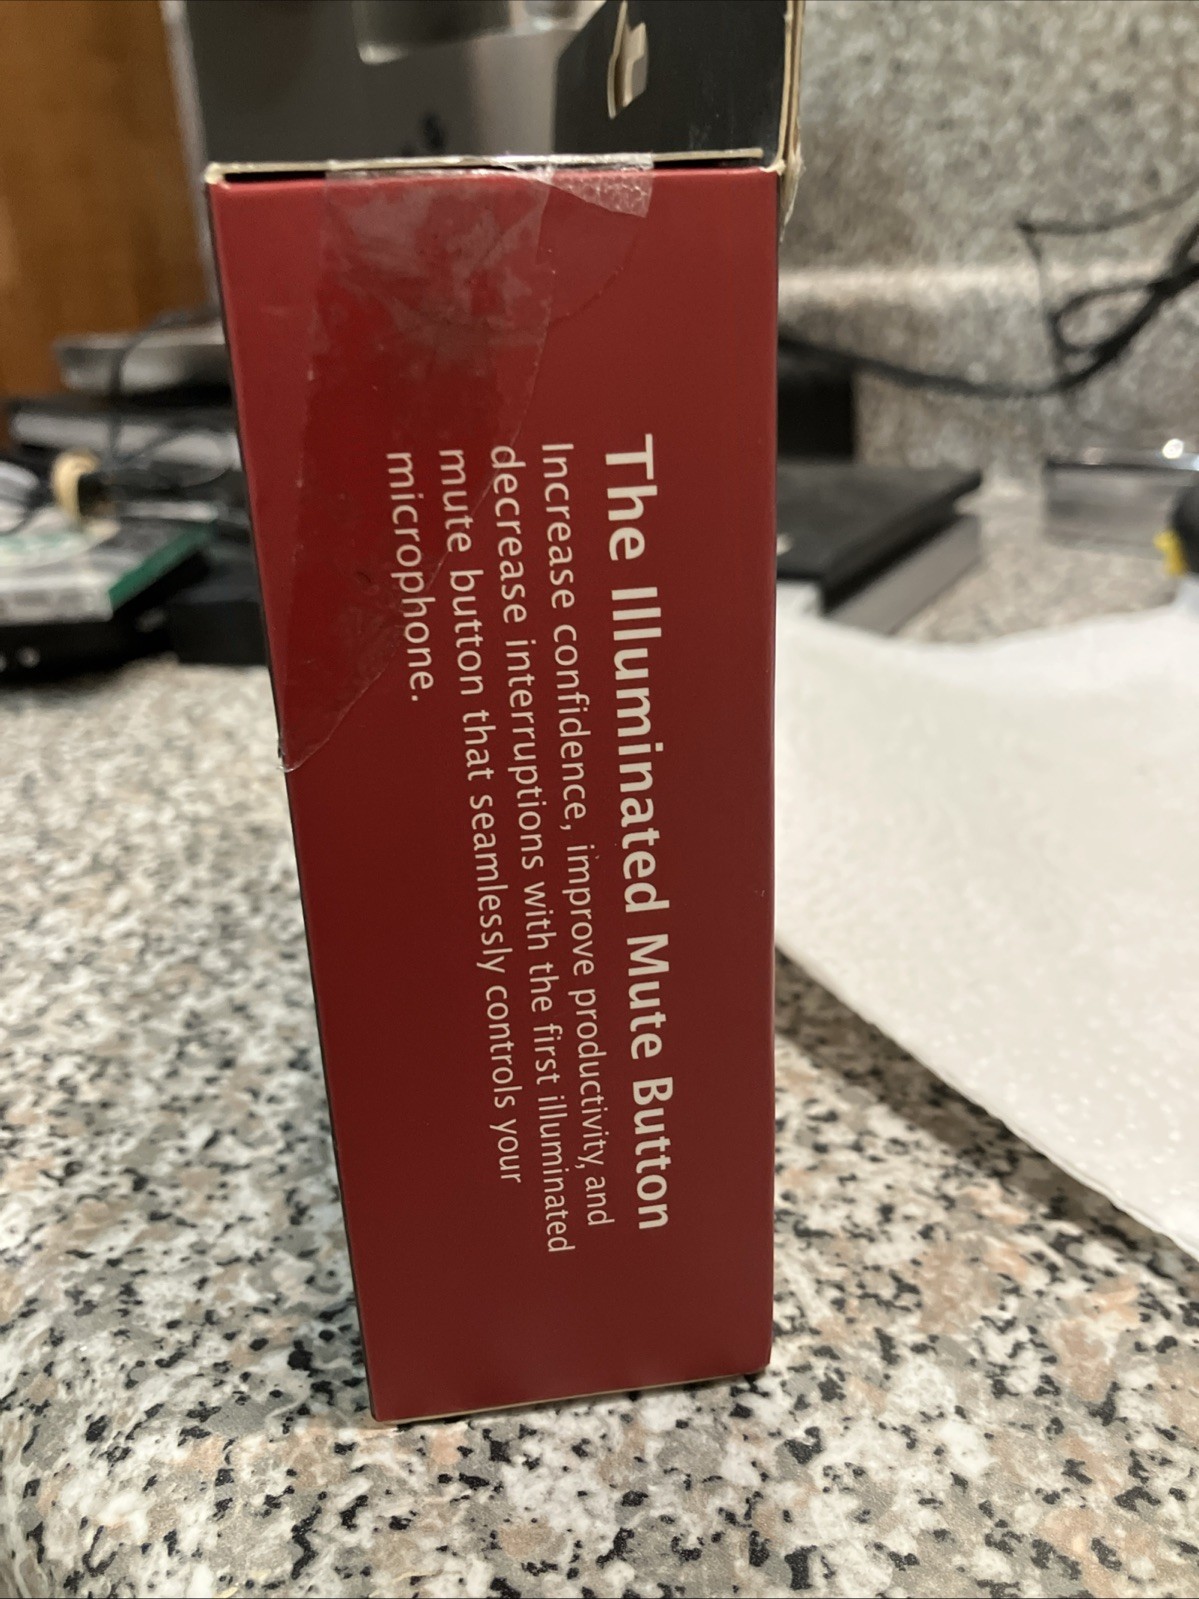 The Illuminated Mute Button
Increase confidence, improve productivity, and
decrease interruptions with the first illuminated
mute button that seamlessly controls your
microphone.